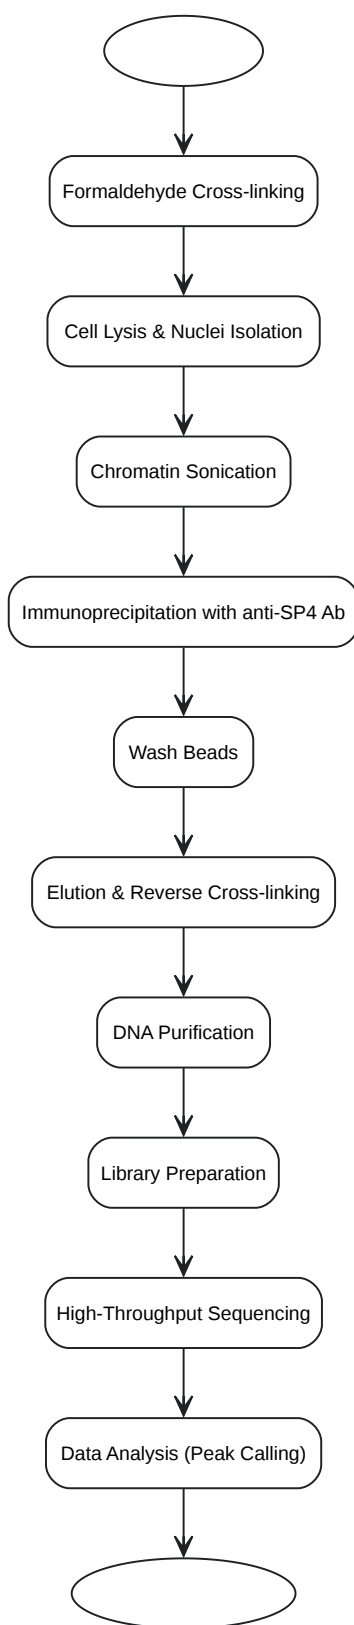 Formaldehyde Cross-linking
Cell Lysis & Nuclei Isolation
Chromatin Sonication
Immunoprecipitation with anti-SP4 Ab
Wash Beads
Elution & Reverse Cross-linking
DNA Purification
Library Preparation
High-Throughput Sequencing
Data Analysis (Peak Calling)